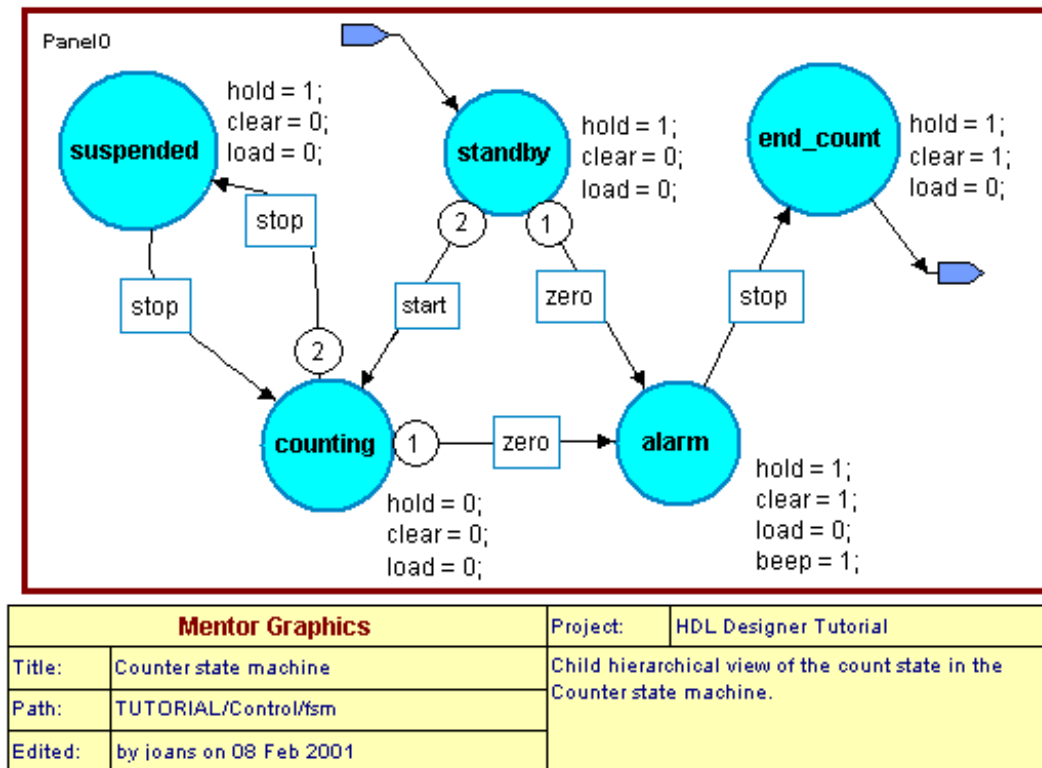 Panel0
suspended
hold = 1;
clear = 0;
load = 0;
standby
hold = 1;
clear = 0;
load = 0;
end_count
hold = 1;
clear = 1;
load = 0;
stop
2
1
stop
start
zero
stop
2
counting
1
zero
alarm
hold = 0;
clear = 0;
load = 0;
hold = 1;
clear = 1;
load = 0;
beep = 1;
Mentor Graphics
Project: HDL Designer Tutorial
Title: Counter state machine
Path: TUTORIAL/Control/fsm
Edited: by joans on 08 Feb 2001
Child hierarchical view of the count state in the
Counter state machine.